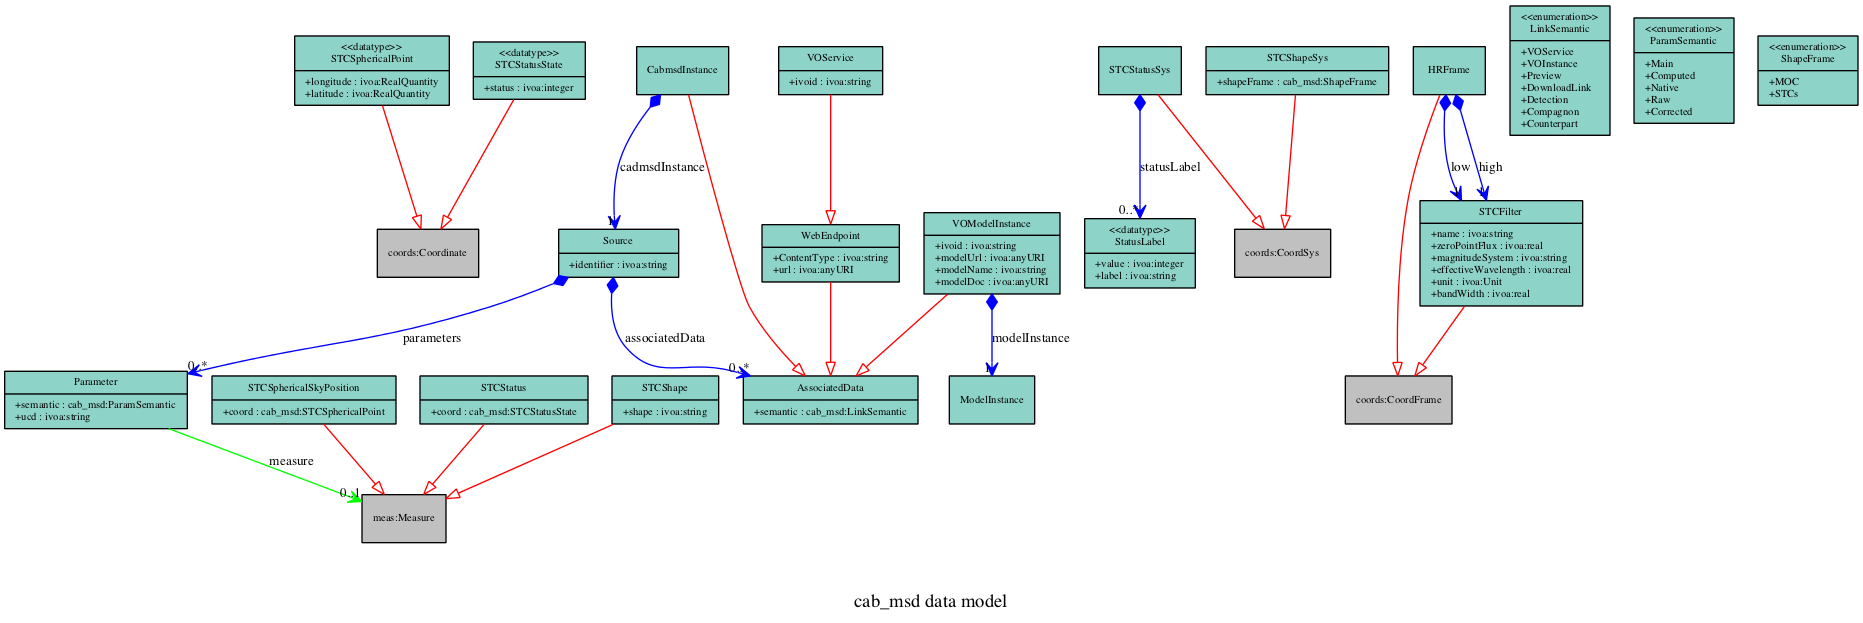 <<datatype>>
STCSphericalPoint
+longitude : ivoa:RealQuantity
+latitude : ivoa:RealQuantity
<<datatype>>
STCStatusState
+status : ivoa:integer
CabmsdInstance
VOService
+ivoid : ivoa:string
STCStatusSys
STCShapeSys
+shapeFrame : cab_msd:ShapeFrame
HRFrame
<<enumeration>>
LinkSemantic
+VOService
+VOInstance
+Preview
+DownloadLink
+Detection
+Compagnon
+Counterpart
<<enumeration>>
ParamSemantic
+Main
+Computed
+Native
+Raw
+Corrected
<<enumeration>>
ShapeFrame
+MOC
+STCs
cadmsdInstance
statusLabel
low
high
1
0..*
coords:Coordinate
Source
+identifier : ivoa:string
WebEndpoint
+ContentType : ivoa:string
+url : ivoa:anyURI
VOModelInstance
+ivoid : ivoa:string
+modelUrl : ivoa:anyURI
+modelName : ivoa:string
+modelDoc : ivoa:anyURI
<<datatype>>
StatusLabel
+value : ivoa:integer
+label : ivoa:string
coords:CoordSys
STCFilter
+name : ivoa:string
+zeroPointFlux : ivoa:real
+magnitudeSystem : ivoa:string
+effectiveWavelength : ivoa:real
+unit : ivoa:Unit
+bandWidth : ivoa:real
parameters
associatedData
modelInstance
0..*
0..*
1
Parameter
+semantic : cab_msd:ParamSemantic
+ucd : ivoa:string
STCSphericalSkyPosition
+coord : cab_msd:STCSphericalPoint
STCStatus
+coord : cab_msd:STCStatusState
STCShape
+shape : ivoa:string
AssociatedData
+semantic : cab_msd:LinkSemantic
ModelInstance
coords:CoordFrame
measure
0..1
meas:Measure
cab_msd data model